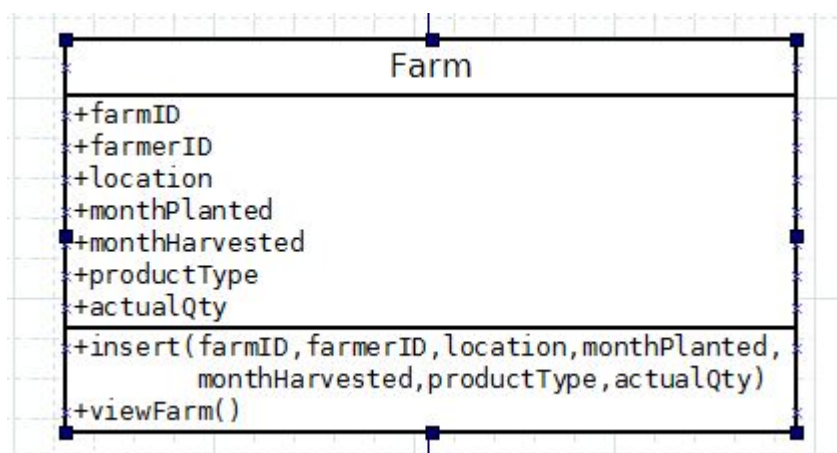 Farm
+farmID
+farmerID
+location
+monthPlanted
+monthHarvested
+productType
+actualQty
+insert(farmID,farmerID,location,monthPlanted,
monthHarvested,productType,actualQty)
+viewFarm()